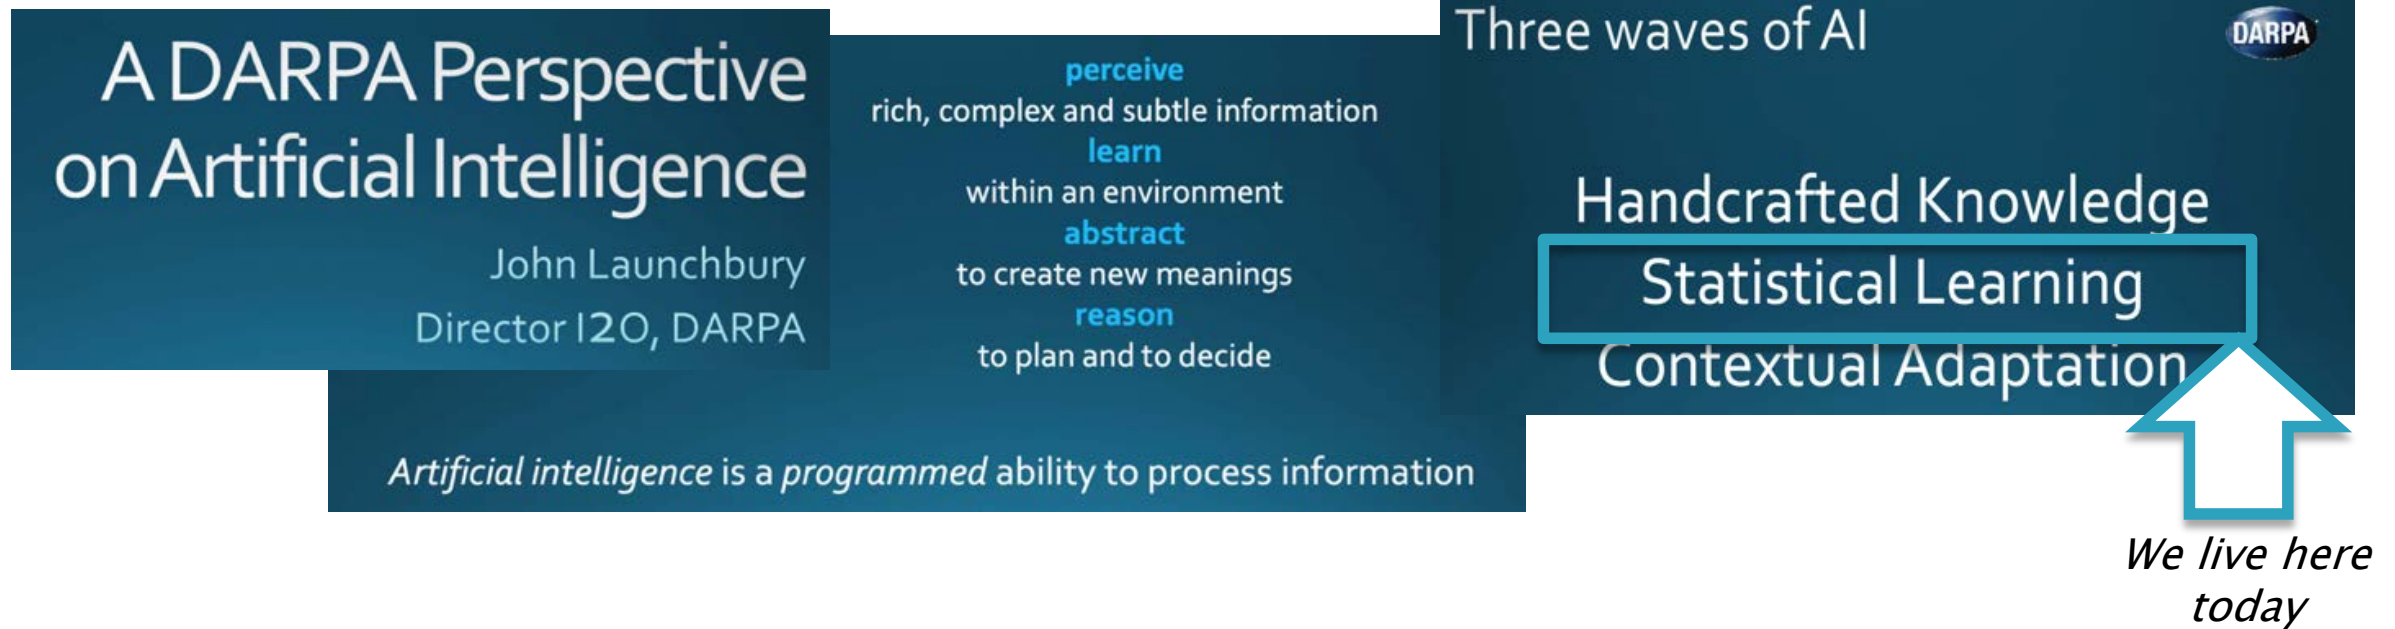 A DARPA Perspective
on Artificial Intelligence
John Launchbury
Director I2O, DARPA
perceive
rich, complex and subtle information
learn
within an environment
abstract
to create new meanings
reason
to plan and to decide
Artificial intelligence is a programmed ability to process information
Three waves of AI
DARPA
Handcrafted Knowledge
Statistical Learning
Contextual Adaptation
We live here
today